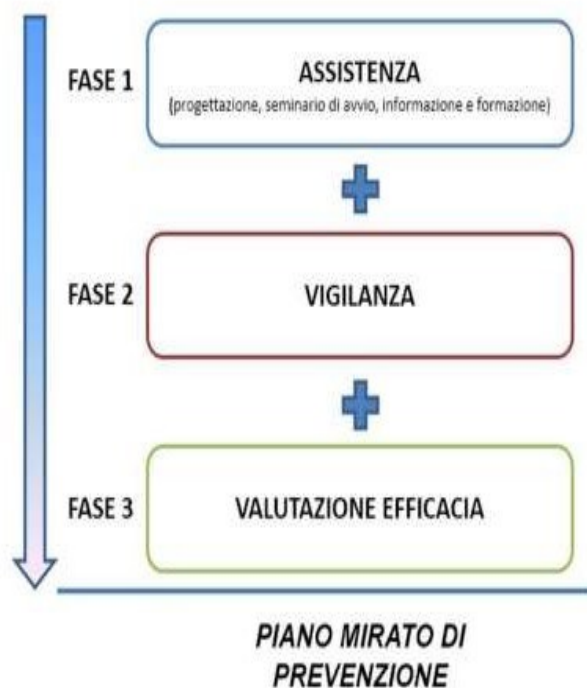 FASE 1
ASSISTENZA
(progettazione, seminario di avvio, informazione e formazione)
FASE 2
VIGILANZA
FASE 3
VALUTAZIONE EFFICACIA
PIANO MIRATO DI
PREVENZIONE